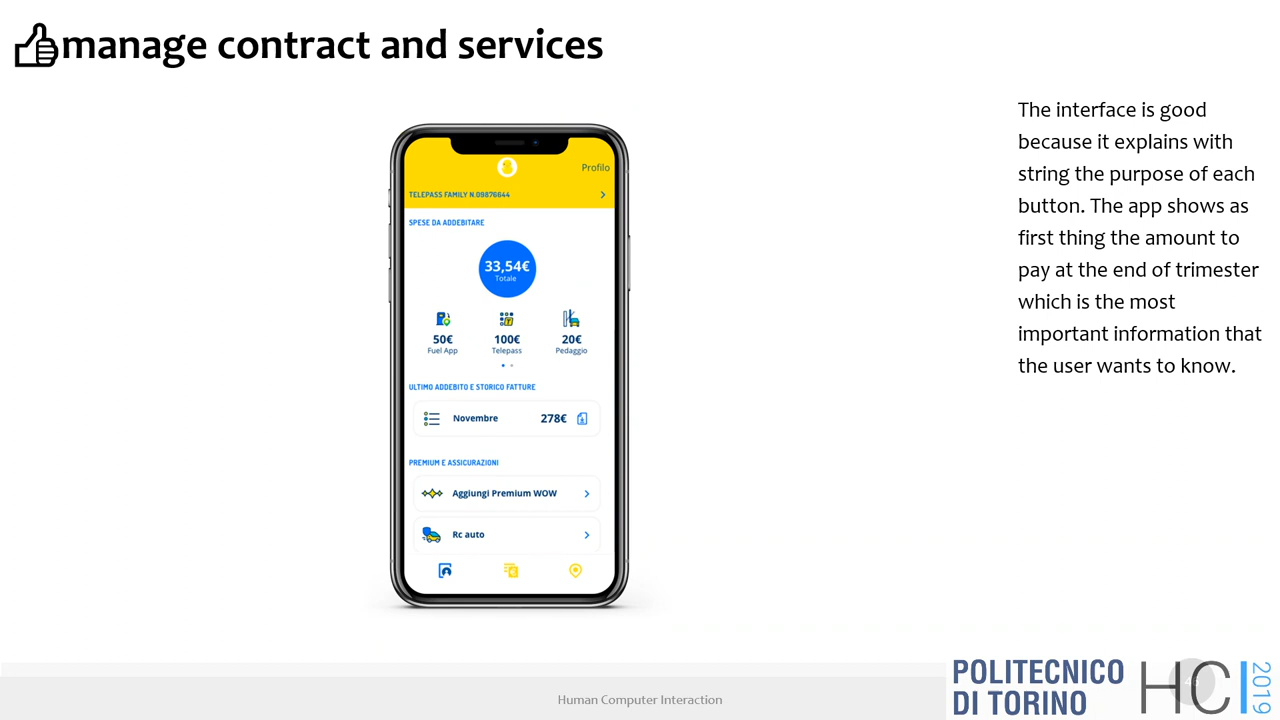 manage contract and services
The interface is good
because it explains with
string the purpose of each
button. The app shows as
first thing the amount to
pay at the end of trimester
which is the most
important information that
the user wants to know.
Profilo
TELEPASS FAMILY N.09876644
SPESE DA ADDEBITARE
33,54€
Totale
50€ 100€ 20€
Fuel App Telepass Pedaggio
ULTIMO ADDEBITO E STORICO FATTURE
Novembre 278€
PREMIUM E ASSICURAZIONI
Aggiungi Premium WOW
Rc auto
Human Computer Interaction
POLITECNICO
DI TORINO
HCI
2019